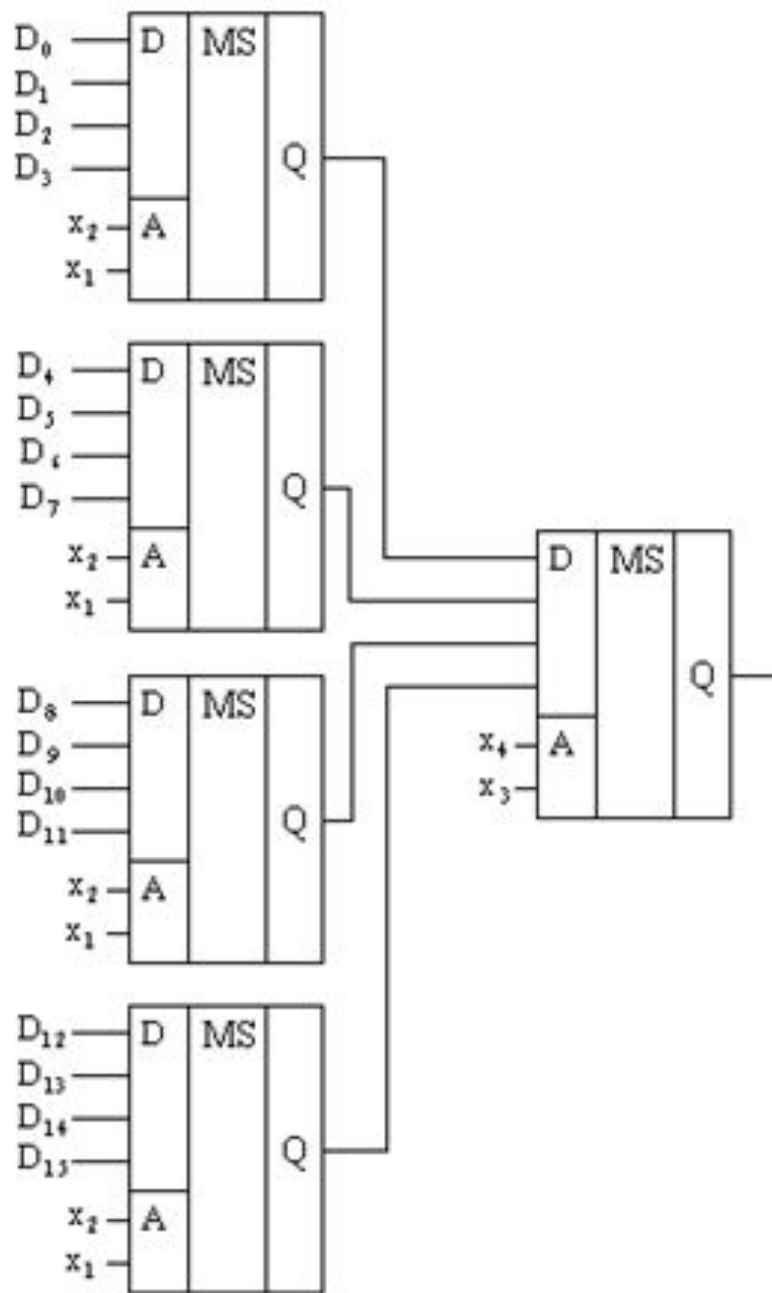 D₀ D MS
D₁
D₂
D₃ Q
x₂ A
x₁
D₄ D MS
D₅
D₆
D₇ Q
x₂ A
x₁
D MS
Q
x₄ A
x₃
D₈ D MS
D₉
D₁₀
D₁₁ Q
x₂ A
x₁
D₁₂ D MS
D₁₃
D₁₄
D₁₅ Q
x₂ A
x₁